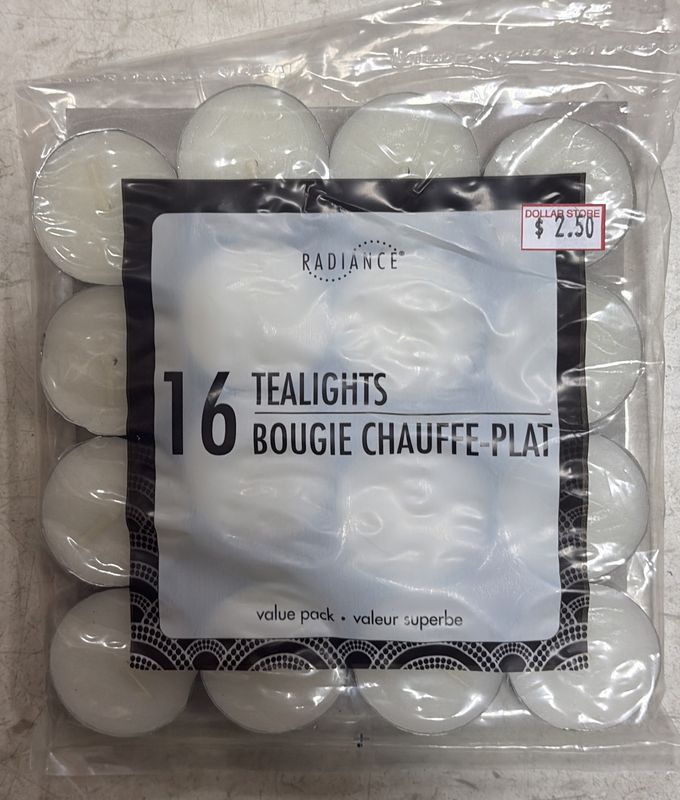 DOLLAR STORE
$ 2.50
RADIANCE®
16
TEALIGHTS
BOUGIE CHAUFFE-PLAT
value pack • valeur superbe